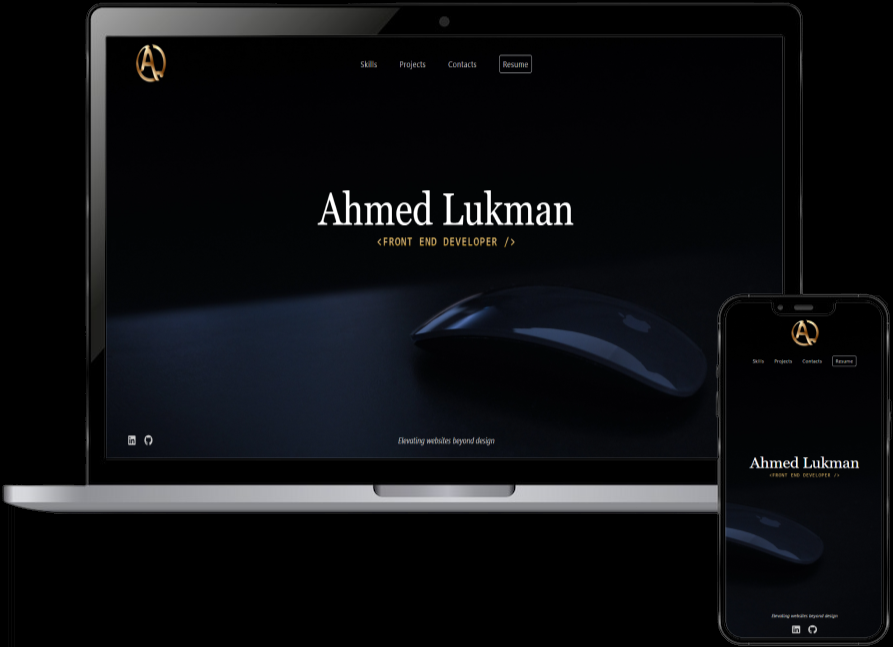 Skills Projects Contacts Resume
Ahmed Lukman
<FRONT END DEVELOPER />
Elevating websites beyond design
Skills Projects Contacts Resume
Ahmed Lukman
<FRONT END DEVELOPER />
Elevating websites beyond design